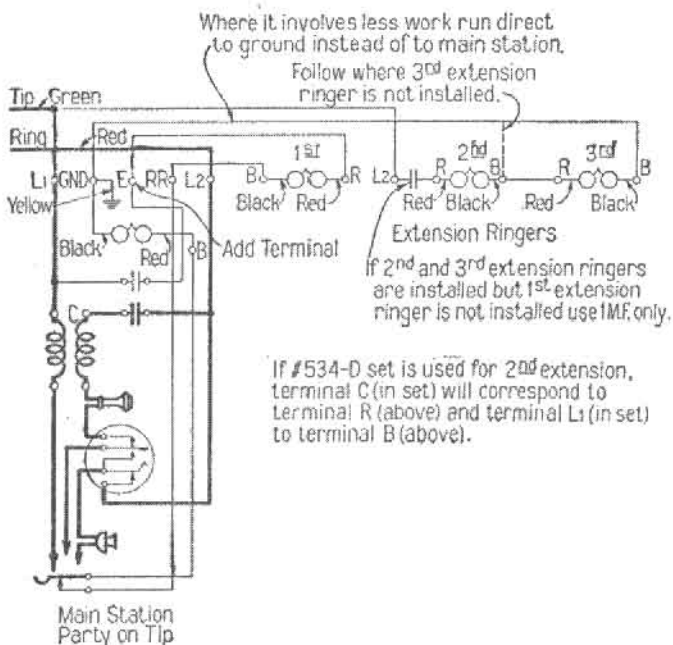 Where it involves less work run direct
to ground instead of to main station.
Follow where 3rd extension
ringer is not installed.
Tip Green
Ring Red
1st
2nd
3rd
L1 GND E RR L2 B R L2 R B R B
Yellow
Black Red
Red Black
Red Black
Black Red B
Add Terminal
Extension Ringers
If 2nd and 3rd extension ringers
are installed but 1st extension
ringer is not installed use 1MF. only.
C
If #534-D set is used for 2nd extension,
terminal C (in set) will correspond to
terminal R (above) and terminal L1 (in set)
to terminal B (above).
Main Station
Party on Tip